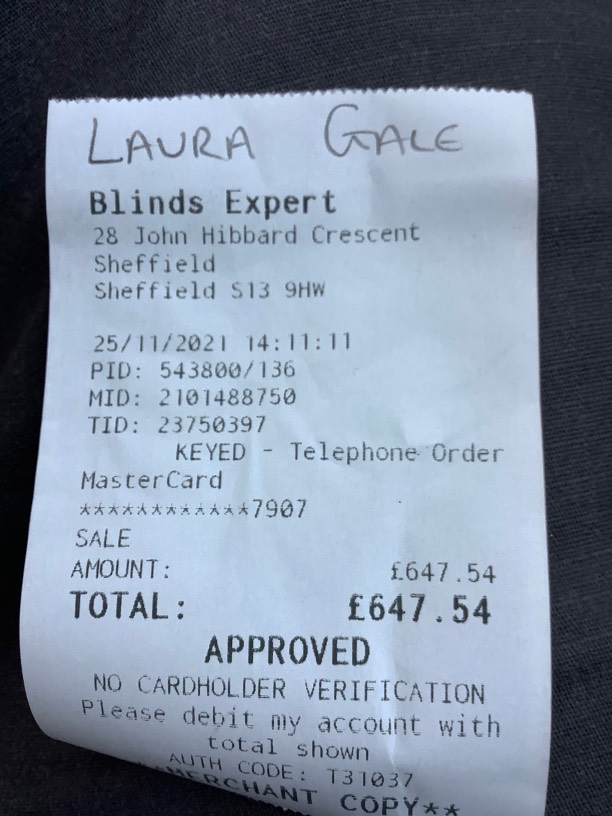 LAURA GALE
Blinds Expert
28 John Hibbard Crescent
Sheffield
Sheffield S13 9HW
25/11/2021 14:11:11
PID: 543800/136
MID: 2101488750
TID: 23750397
KEYED - Telephone Order
MasterCard
************7907
SALE
AMOUNT: £647.54
TOTAL: £647.54
APPROVED
NO CARDHOLDER VERIFICATION
Please debit my account with
total shown
AUTH CODE: T31037
**MERCHANT COPY**